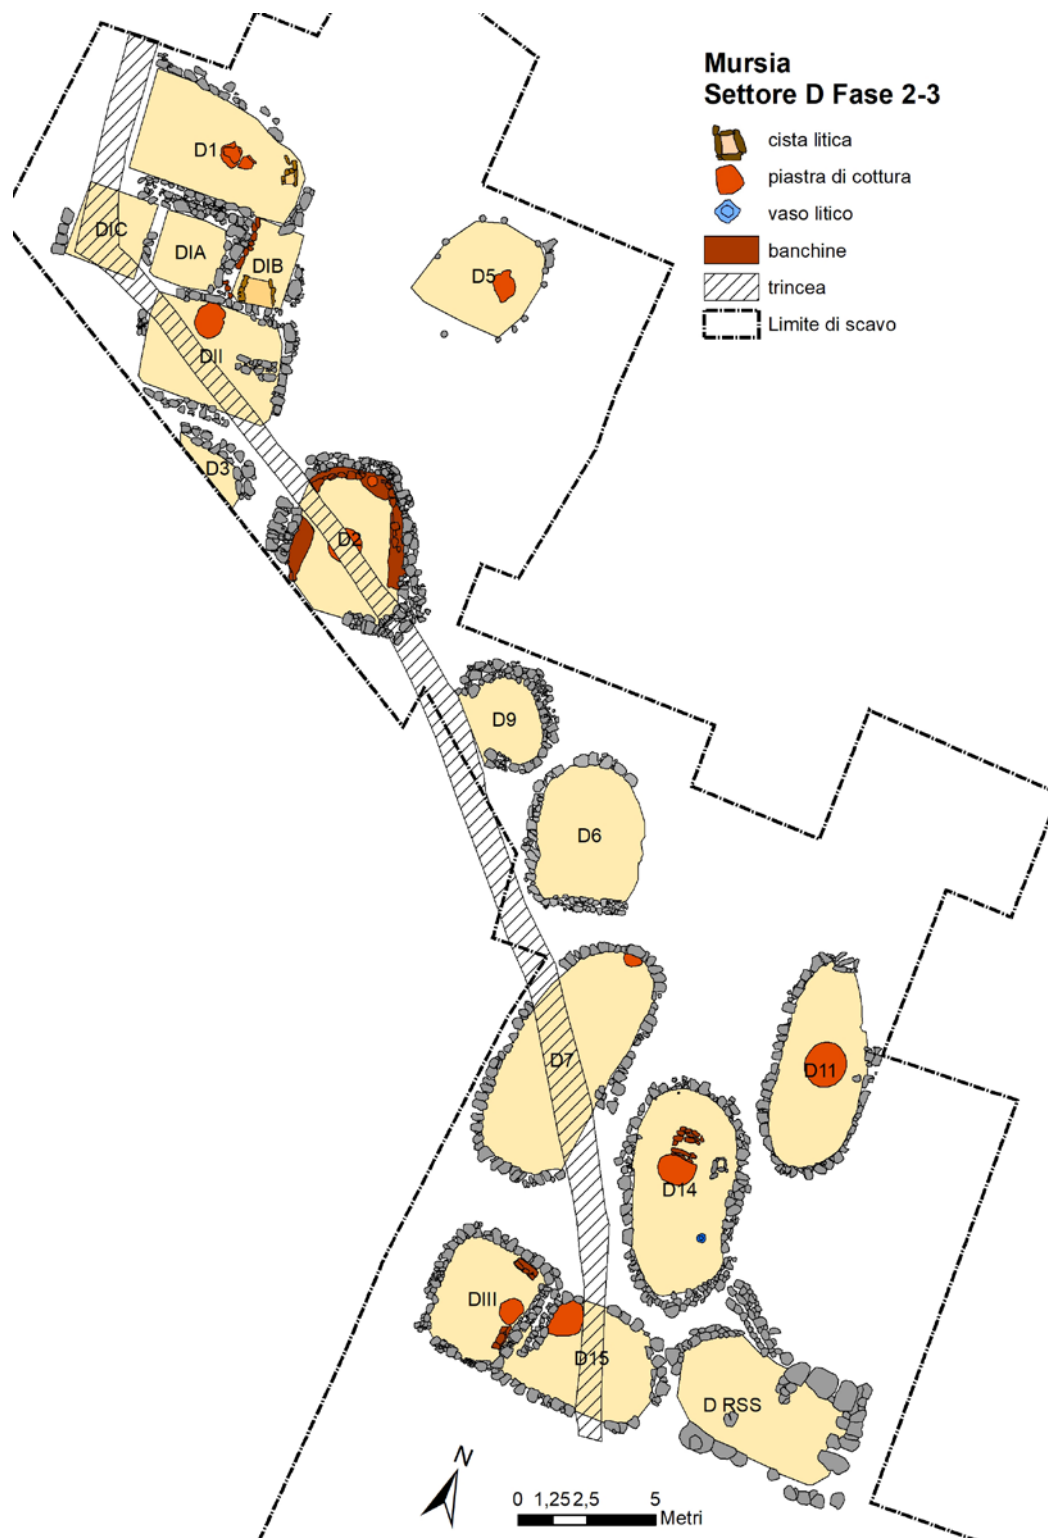 Mursia
Settore D Fase 2-3
cista litica
piastra di cottura
vaso litico
banchine
trincea
Limite di scavo
D1
DIC
DIA
DIB
D5
DII
D3
D2
D9
D6
D7
D11
D14
DIII
D15
D RSS
N
0 1,25 2,5 5
Metri